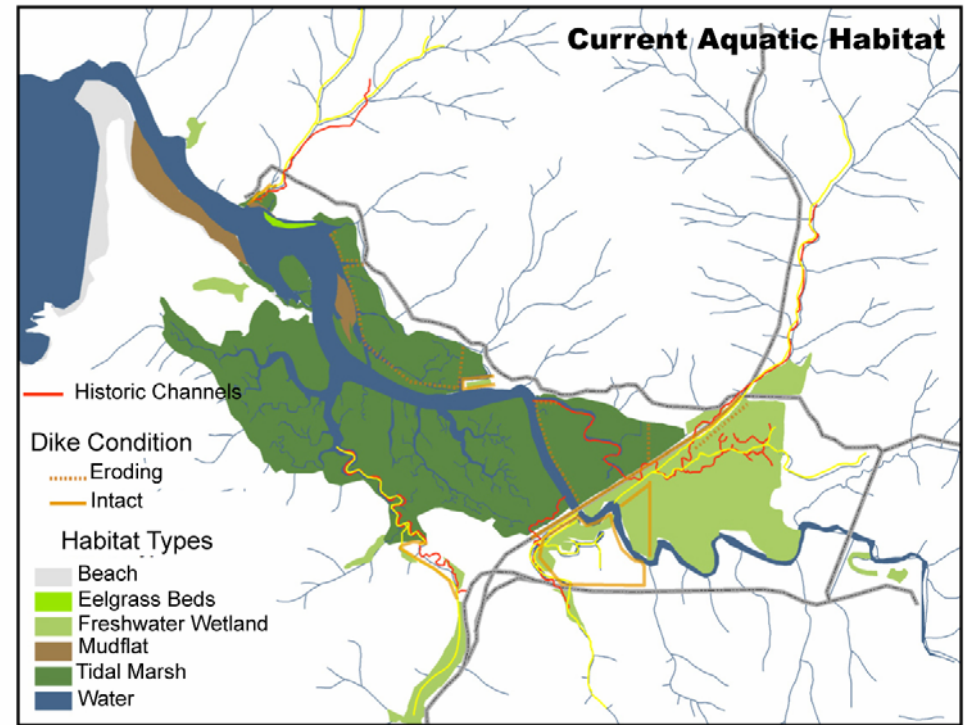 Current Aquatic Habitat
Historic Channels
Dike Condition
Eroding
Intact
Habitat Types
Beach
Eelgrass Beds
Freshwater Wetland
Mudflat
Tidal Marsh
Water